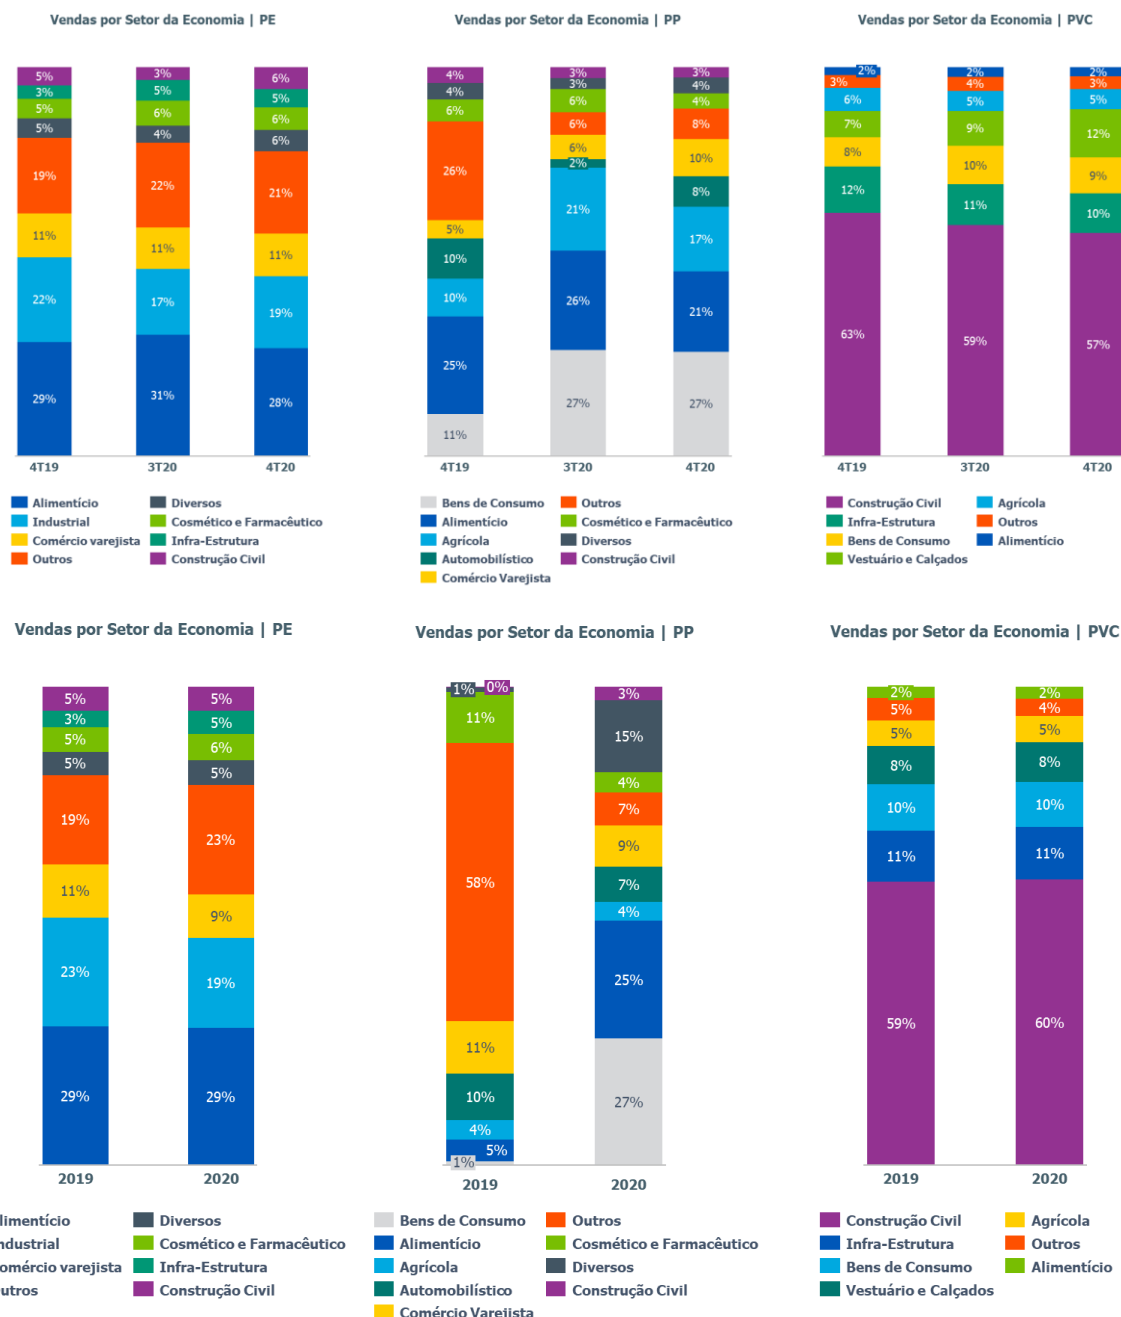 Vendas por Setor da Economia | PE
5%
3%
5%
5%
19%
11%
22%
29%
3%
5%
6%
4%
22%
11%
17%
31%
6%
5%
6%
6%
21%
11%
19%
28%
4T19
3T20
4T20
Alimentício
Diversos
Industrial
Cosmético e Farmacêutico
Comércio varejista
Infra-Estrutura
Outros
Construção Civil
Vendas por Setor da Economia | PP
4%
4%
6%
26%
5%
10%
10%
25%
11%
3%
3%
6%
6%
6%
2%
21%
26%
27%
3%
4%
4%
8%
10%
8%
17%
21%
27%
4T19
3T20
4T20
Bens de Consumo
Outros
Alimentício
Cosmético e Farmacêutico
Agrícola
Diversos
Automobilístico
Construção Civil
Comércio Varejista
Vendas por Setor da Economia | PVC
2%
3%
6%
7%
8%
12%
63%
2%
4%
5%
9%
10%
11%
59%
2%
3%
5%
12%
9%
10%
57%
4T19
3T20
4T20
Construção Civil
Agrícola
Infra-Estrutura
Outros
Bens de Consumo
Alimentício
Vestuário e Calçados
Vendas por Setor da Economia | PE
5%
3%
5%
5%
19%
11%
23%
29%
5%
5%
6%
5%
23%
9%
19%
29%
2019
2020
limentício
Diversos
ndustrial
Cosmético e Farmacêutico
omércio varejista
Infra-Estrutura
utros
Construção Civil
Vendas por Setor da Economia | PP
1%
0%
11%
58%
11%
10%
4%
5%
1%
3%
15%
4%
7%
9%
7%
4%
25%
27%
2019
2020
Bens de Consumo
Outros
Alimentício
Cosmético e Farmacêutico
Agrícola
Diversos
Automobilístico
Construção Civil
Comércio Varejista
Vendas por Setor da Economia | PVC
2%
5%
5%
8%
10%
11%
59%
2%
4%
5%
8%
10%
11%
60%
2019
2020
Construção Civil
Agrícola
Infra-Estrutura
Outros
Bens de Consumo
Alimentício
Vestuário e Calçados